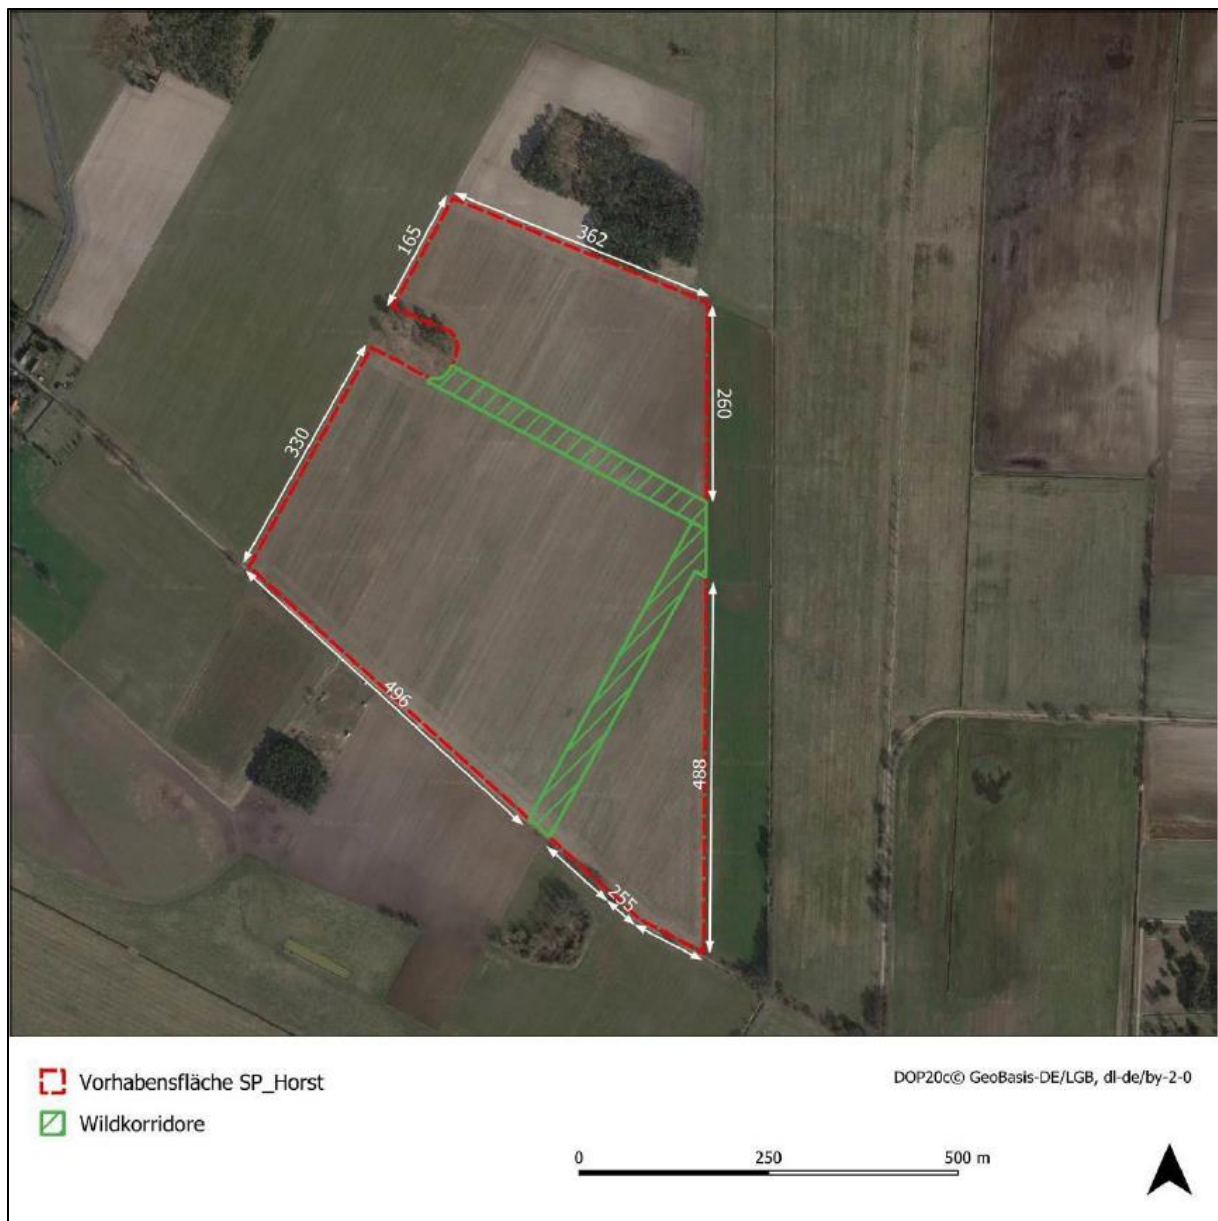 362
165
260
330
496
488
255
Vorhabensfläche SP_Horst
DOP20c© GeoBasis-DE/LGB, dl-de/by-2-0
Wildkorridore
0 250 500 m